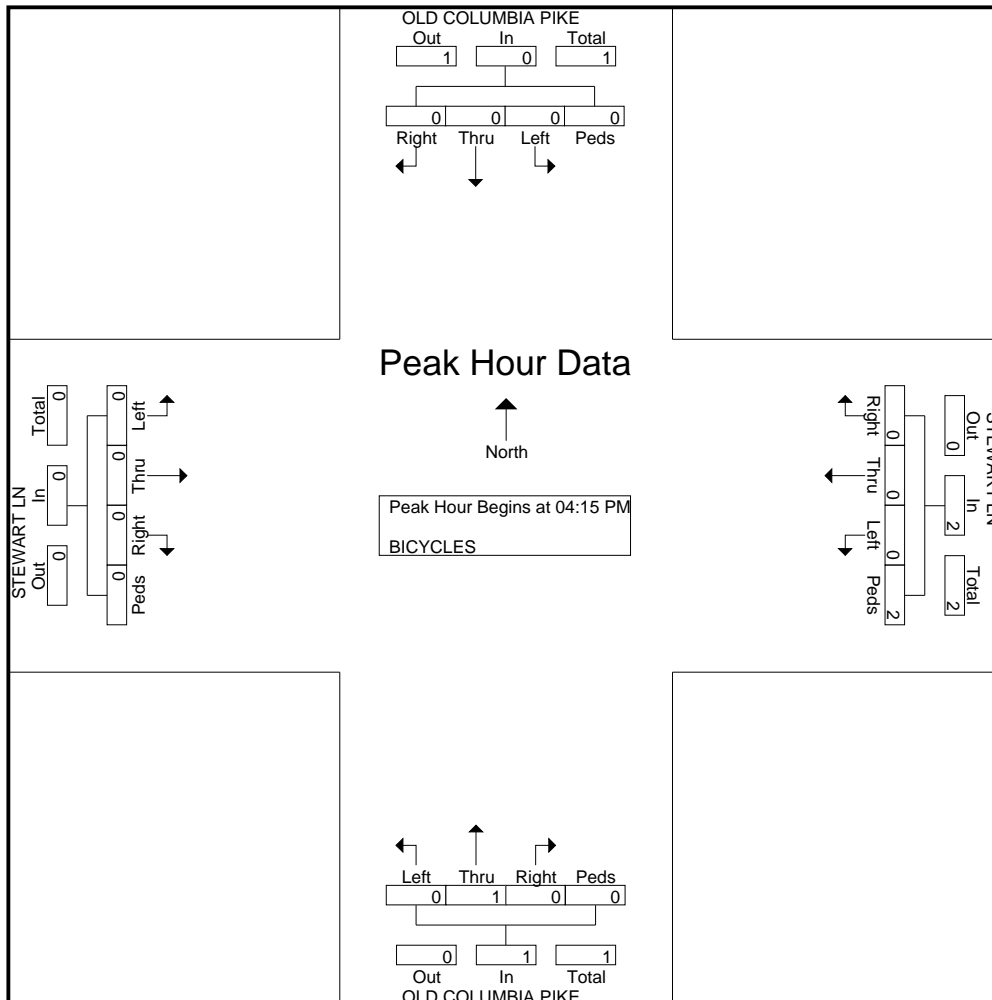 OLD COLUMBIA PIKE
Out In Total
1 0 1
0 0 0 0
Right Thru Left Peds
Peak Hour Data
North
Peak Hour Begins at 04:15 PM
BICYCLES
STEWART LN
Total In Out
0 0 0
0 0 0 0
Left Thru Right Peds
STEWART LN
Out In Total
0 2 2
0 0 0 2
Right Thru Left Peds
Left Thru Right Peds
0 1 0 0
0 1 1
Out In Total
OLD COLUMBIA PIKE